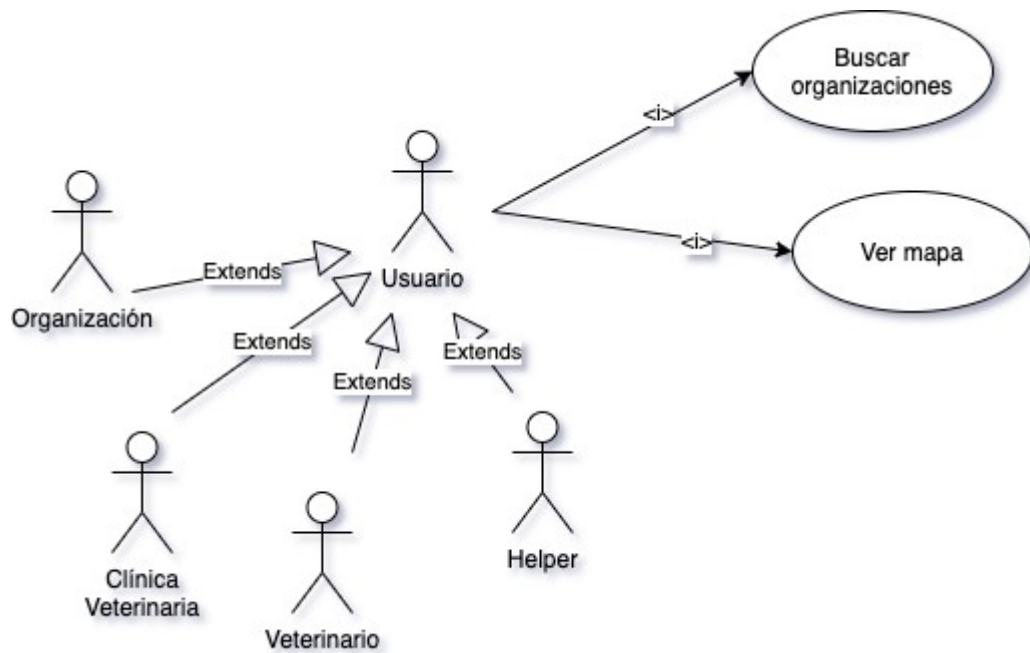 Buscar
organizaciones
<i>
<i>
Ver mapa
Usuario
Extends
Organización
Extends
Extends
Extends
Clínica
Veterinaria
Veterinario
Helper